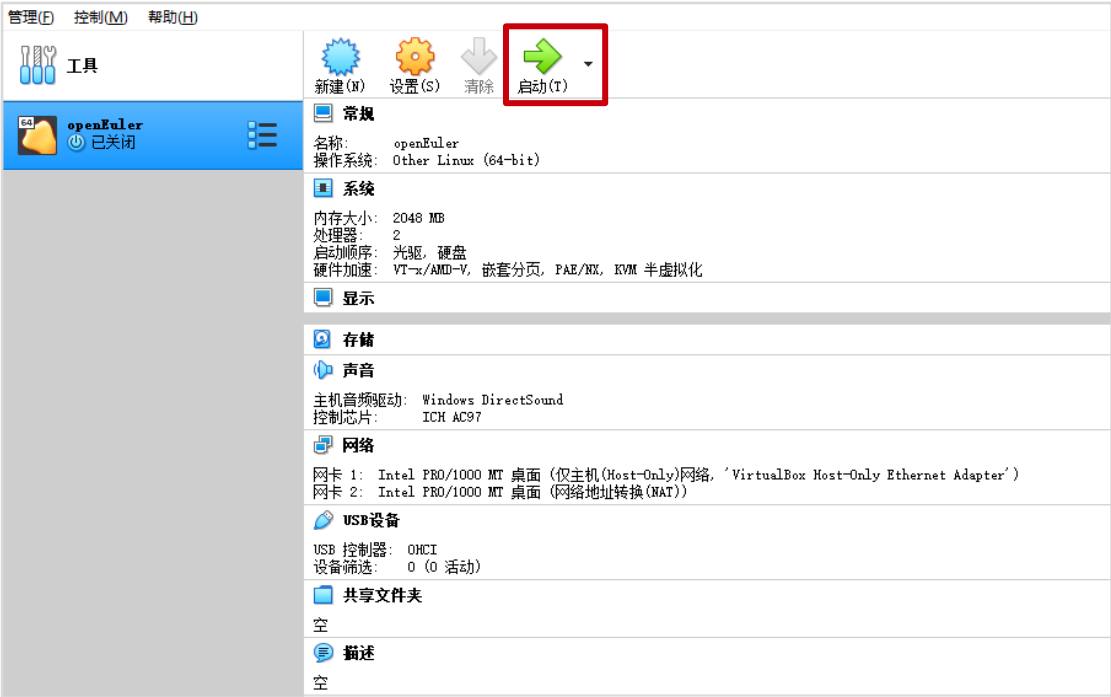 管理(F) 控制(M) 帮助(H)
工具
新建(N) 设置(S) 清除 启动(T)
64
openEuler
已关闭
常规
名称: openEuler
操作系统: Other Linux (64-bit)
系统
内存大小: 2048 MB
处理器: 2
启动顺序: 光驱, 硬盘
硬件加速: VT-x/AMD-V, 嵌套分页, PAE/NX, KVM 半虚拟化
显示
存储
声音
主机音频驱动: Windows DirectSound
控制芯片: ICH AC97
网络
网卡 1: Intel PRO/1000 MT 桌面 (仅主机(Host-Only)网络, 'VirtualBox Host-Only Ethernet Adapter')
网卡 2: Intel PRO/1000 MT 桌面 (网络地址转换(NAT))
USB设备
USB 控制器: OHCI
设备筛选: 0 (0 活动)
共享文件夹
空
描述
空